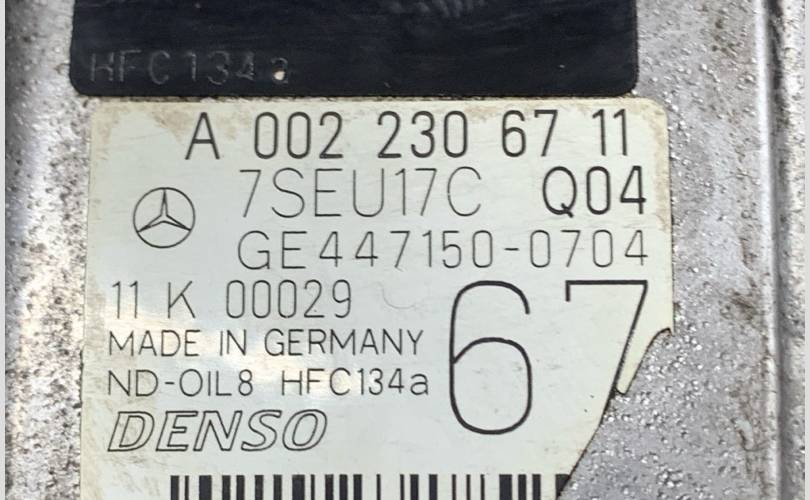 HFC134a
A 002 230 67 11
7SEU17C Q04
GE447150-0704
11 K 00029
67
MADE IN GERMANY
ND-OIL8 HFC134a
DENSO